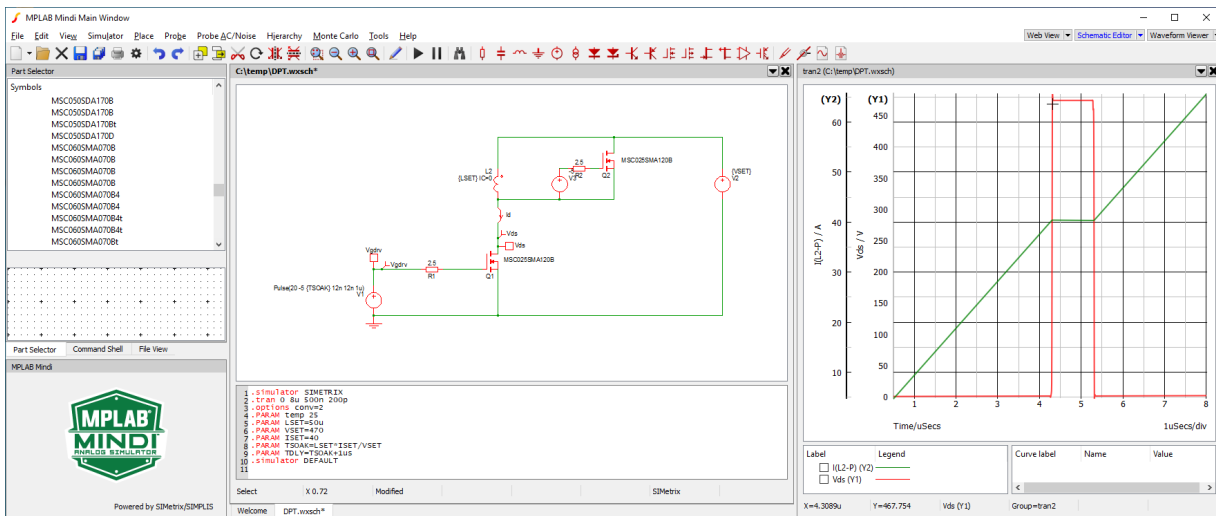 MPLAB Mindi Main Window
File Edit View Simulator Place Probe Probe AC/Noise Hierarchy Monte Carlo Tools Help
Web View Schematic Editor Waveform Viewer
Part Selector
Symbols
MSC050SDA170B
MSC050SDA170B
MSC050SDA170Bt
MSC050SDA170D
MSC060SMA070B
MSC060SMA070B
MSC060SMA070B
MSC060SMA070B
MSC060SMA070B
MSC060SMA070B4
MSC060SMA070B4
MSC060SMA070B4t
MSC060SMA070B4t
MSC060SMA070Bt
Part Selector Command Shell File View
MPLAB Mindi
MPLAB
MINDI
ANALOG SIMULATOR
Powered by SIMetrix/SIMPLIS
C:\temp\DPT.wxsch*
L2
{LSET} IC=0
2.5
R2
MSC025SMA120B
Q2
{VSET}
V2
Id
Vds
Vds
Vgdrv
Vgdrv
2.5
R1
MSC025SMA120B
Q1
Pulse(20 -5 {TSOAK} 12n 12n 1u)
V1
1 .simulator SIMETRIX
2 .tran 0 8u 500n 200p
3 .options conv=2
4 .PARAM temp 25
5 .PARAM LSET=50u
6 .PARAM VSET=470
7 .PARAM ISET=40
8 .PARAM TSOAK=LSET*ISET/VSET
9 .PARAM TDLY=TSOAK+1us
10 .simulator DEFAULT
11
Select X 0.72 Modified SIMetrix
Welcome DPT.wxsch*
tran2 (C:\temp\DPT.wxsch)
(Y2) (Y1)
60
50
40
30
20
10
I(L2-P) / A
450
400
350
300
250
200
150
100
50
0
Vds / V
1 2 3 4 5 6 7 8
Time/uSecs 1uSecs/div
Label Legend
I(L2-P) (Y2)
Vds (Y1)
Curve label Name Value
X=4.3089u Y=467.754 Vds (Y1) Group=tran2